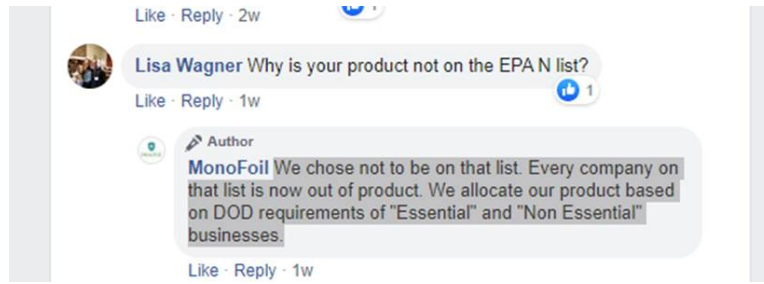 Like · Reply · 2w
Lisa Wagner Why is your product not on the EPA N list?
1
Like · Reply · 1w
Author
MonoFoil We chose not to be on that list. Every company on
that list is now out of product. We allocate our product based
on DOD requirements of "Essential" and "Non Essential"
businesses.
Like · Reply · 1w